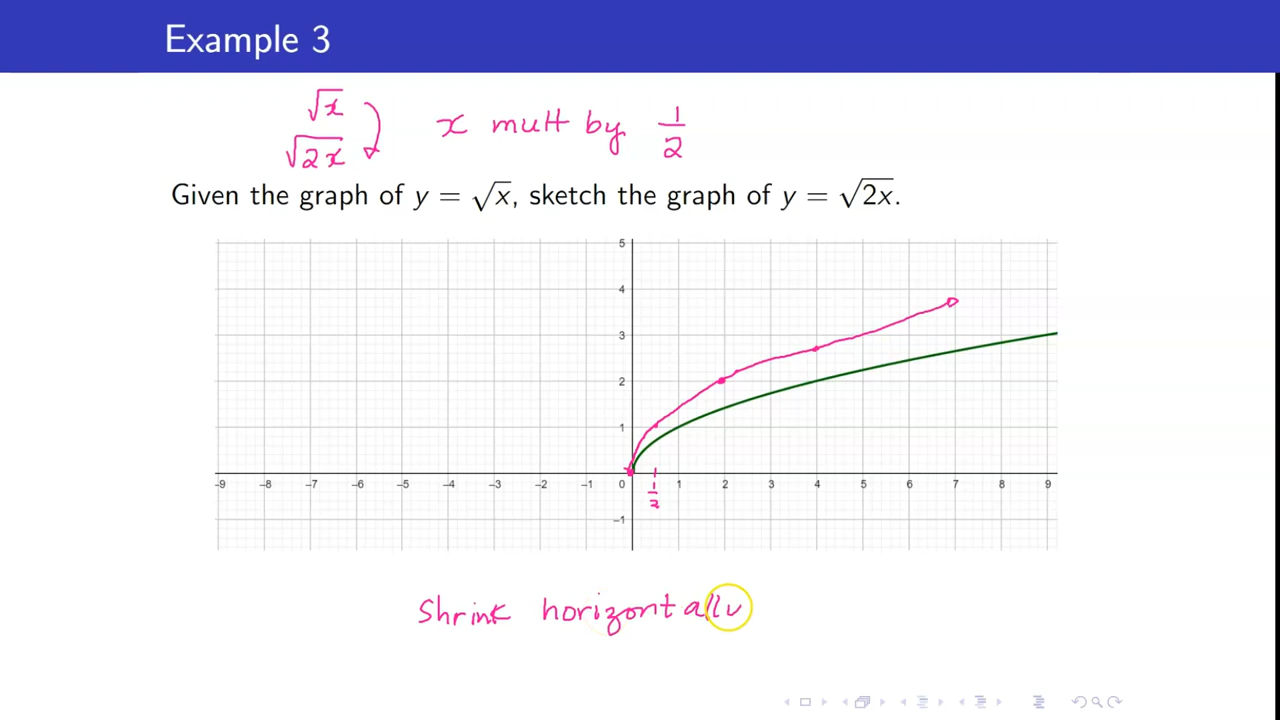 Example 3
√x
√2x
x mult by 1/2
Given the graph of y = √x, sketch the graph of y = √2x.
5
4
3
2
1
−9 −8 −7 −6 −5 −4 −3 −2 −1 0 1 2 3 4 5 6 7 8 9
1/2
−1
Shrink horizontally